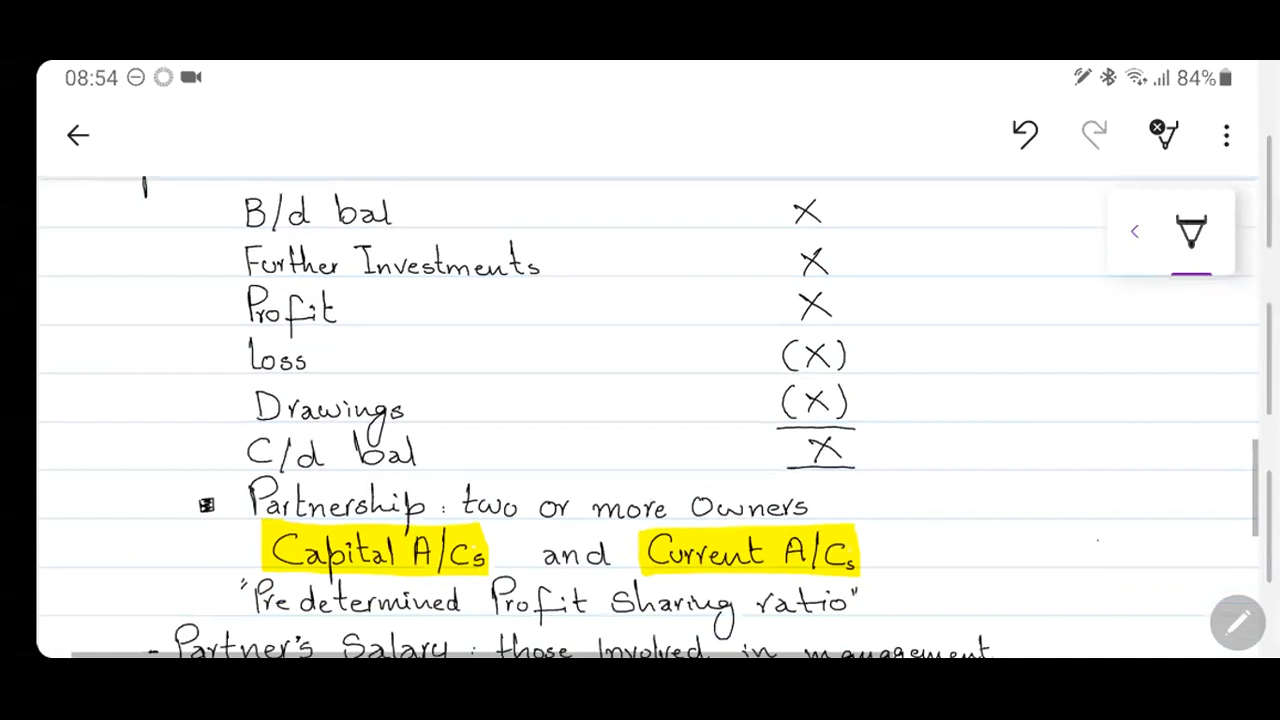 08:54 84%
B/d bal X
Further Investments X
Profit X
Loss (X)
Drawings (X)
C/d bal X
Partnership : two or more Owners
Capital A/Cs and Current A/Cs
"Predetermined Profit Sharing ratio"
- Partner's Salary : those Involved in management